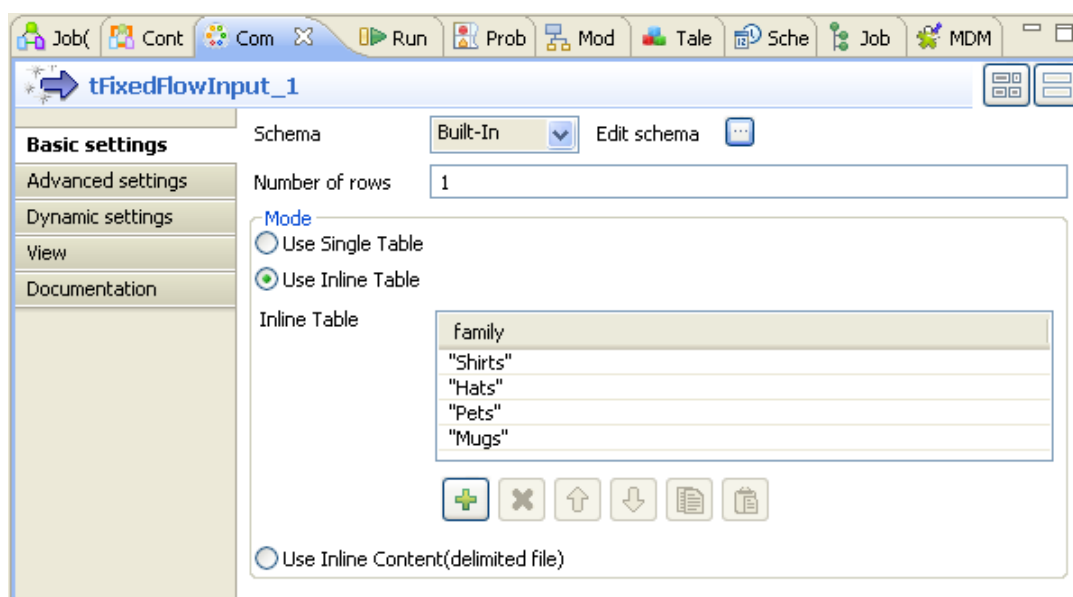 Job( Cont Com Run Prob Mod Tale Sche Job MDM
tFixedFlowInput_1
Basic settings
Advanced settings
Dynamic settings
View
Documentation
Schema Built-In Edit schema ...
Number of rows 1
Mode
Use Single Table
Use Inline Table
Inline Table
family
"Shirts"
"Hats"
"Pets"
"Mugs"
Use Inline Content(delimited file)